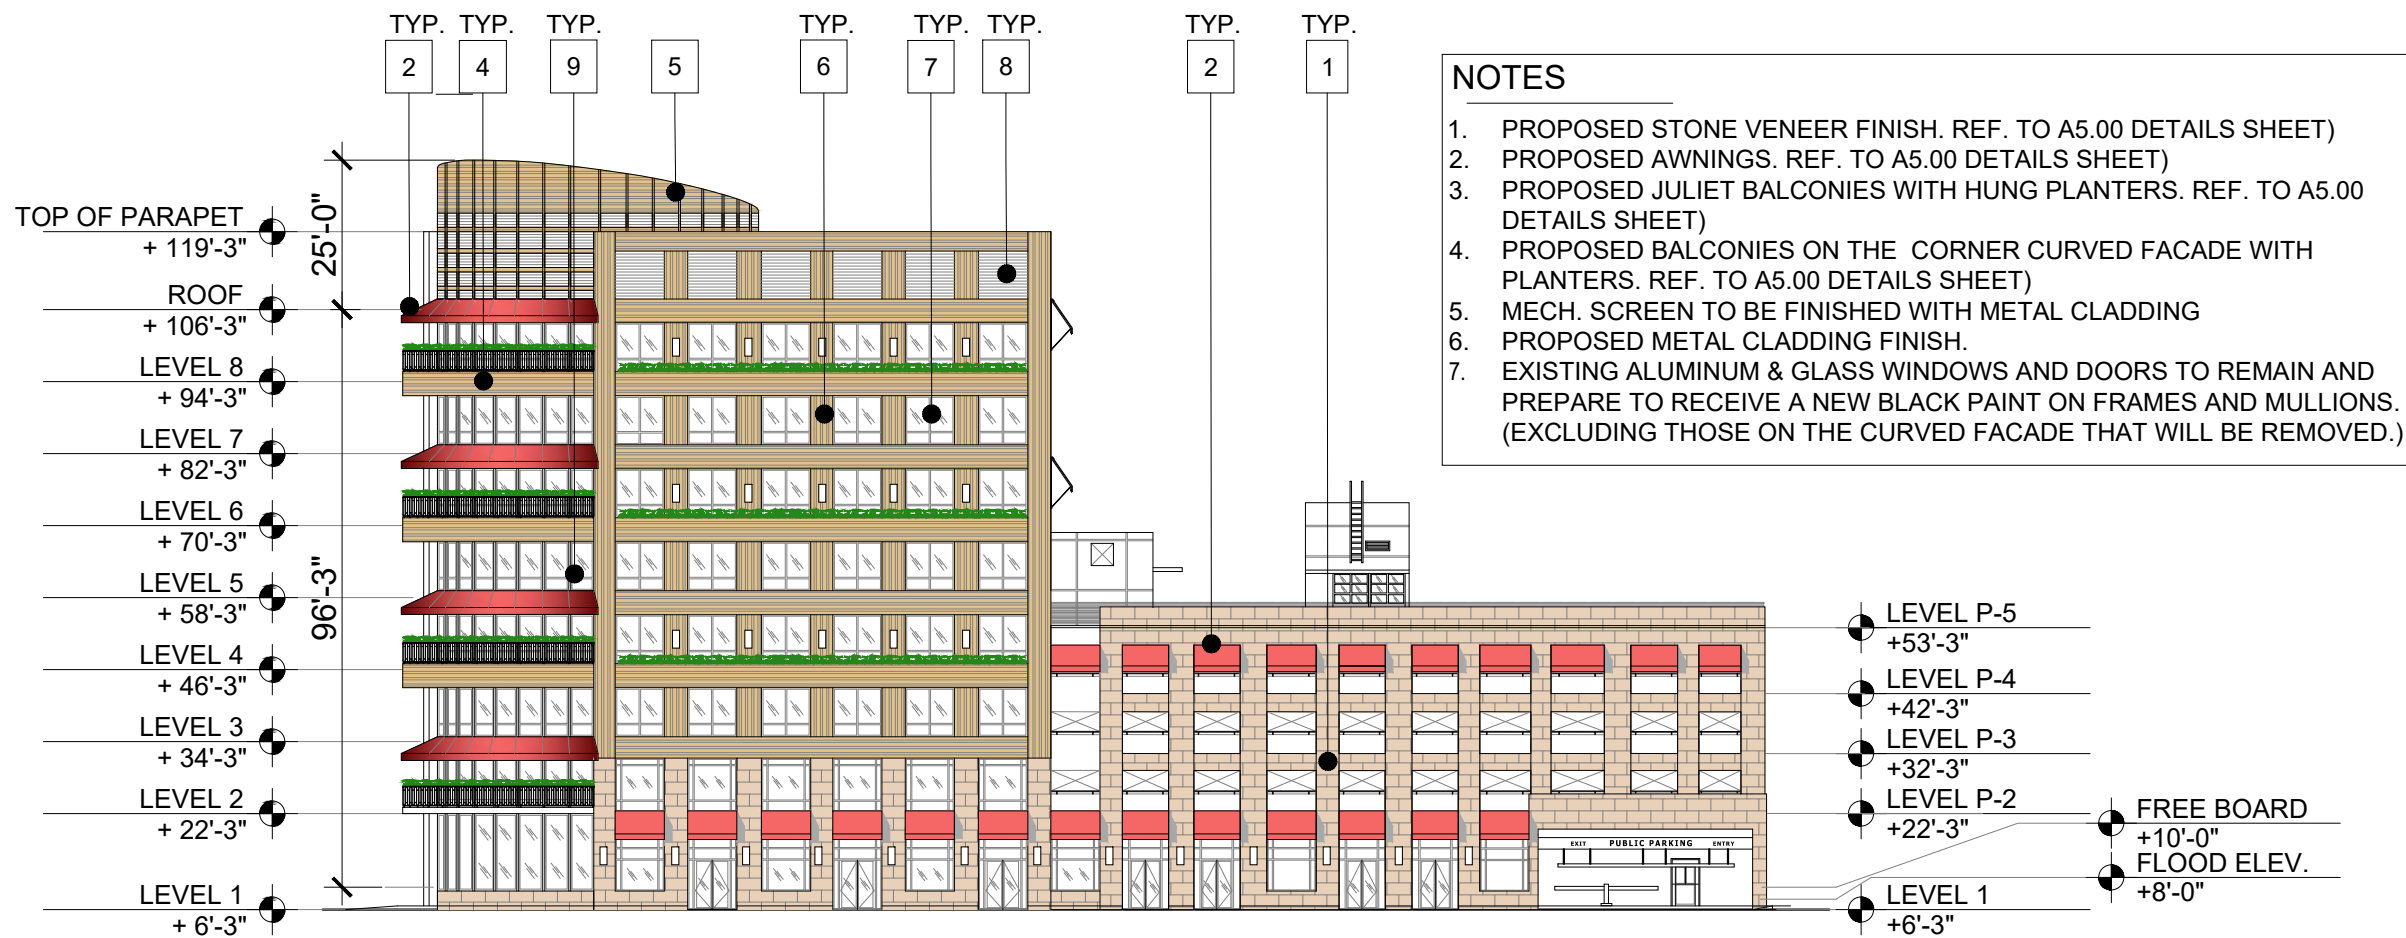 TYP. TYP. TYP. TYP. TYP. TYP. TYP. TYP.
2 4 9 5 6 7 8 2 1
NOTES
1. PROPOSED STONE VENEER FINISH. REF. TO A5.00 DETAILS SHEET)
2. PROPOSED AWNINGS. REF. TO A5.00 DETAILS SHEET)
3. PROPOSED JULIET BALCONIES WITH HUNG PLANTERS. REF. TO A5.00
DETAILS SHEET)
4. PROPOSED BALCONIES ON THE CORNER CURVED FACADE WITH
PLANTERS. REF. TO A5.00 DETAILS SHEET)
5. MECH. SCREEN TO BE FINISHED WITH METAL CLADDING
6. PROPOSED METAL CLADDING FINISH.
7. EXISTING ALUMINUM & GLASS WINDOWS AND DOORS TO REMAIN AND
PREPARE TO RECEIVE A NEW BLACK PAINT ON FRAMES AND MULLIONS.
(EXCLUDING THOSE ON THE CURVED FACADE THAT WILL BE REMOVED.)
TOP OF PARAPET
+ 119'-3"
ROOF
+ 106'-3"
LEVEL 8
+ 94'-3"
LEVEL 7
+ 82'-3"
LEVEL 6
+ 70'-3"
LEVEL 5
+ 58'-3"
LEVEL 4
+ 46'-3"
LEVEL 3
+ 34'-3"
LEVEL 2
+ 22'-3"
LEVEL 1
+ 6'-3"
25'-0"
96'-3"
EXIT PUBLIC PARKING ENTRY
LEVEL P-5
+53'-3"
LEVEL P-4
+42'-3"
LEVEL P-3
+32'-3"
LEVEL P-2
+22'-3"
LEVEL 1
+6'-3"
FREE BOARD
+10'-0"
FLOOD ELEV.
+8'-0"